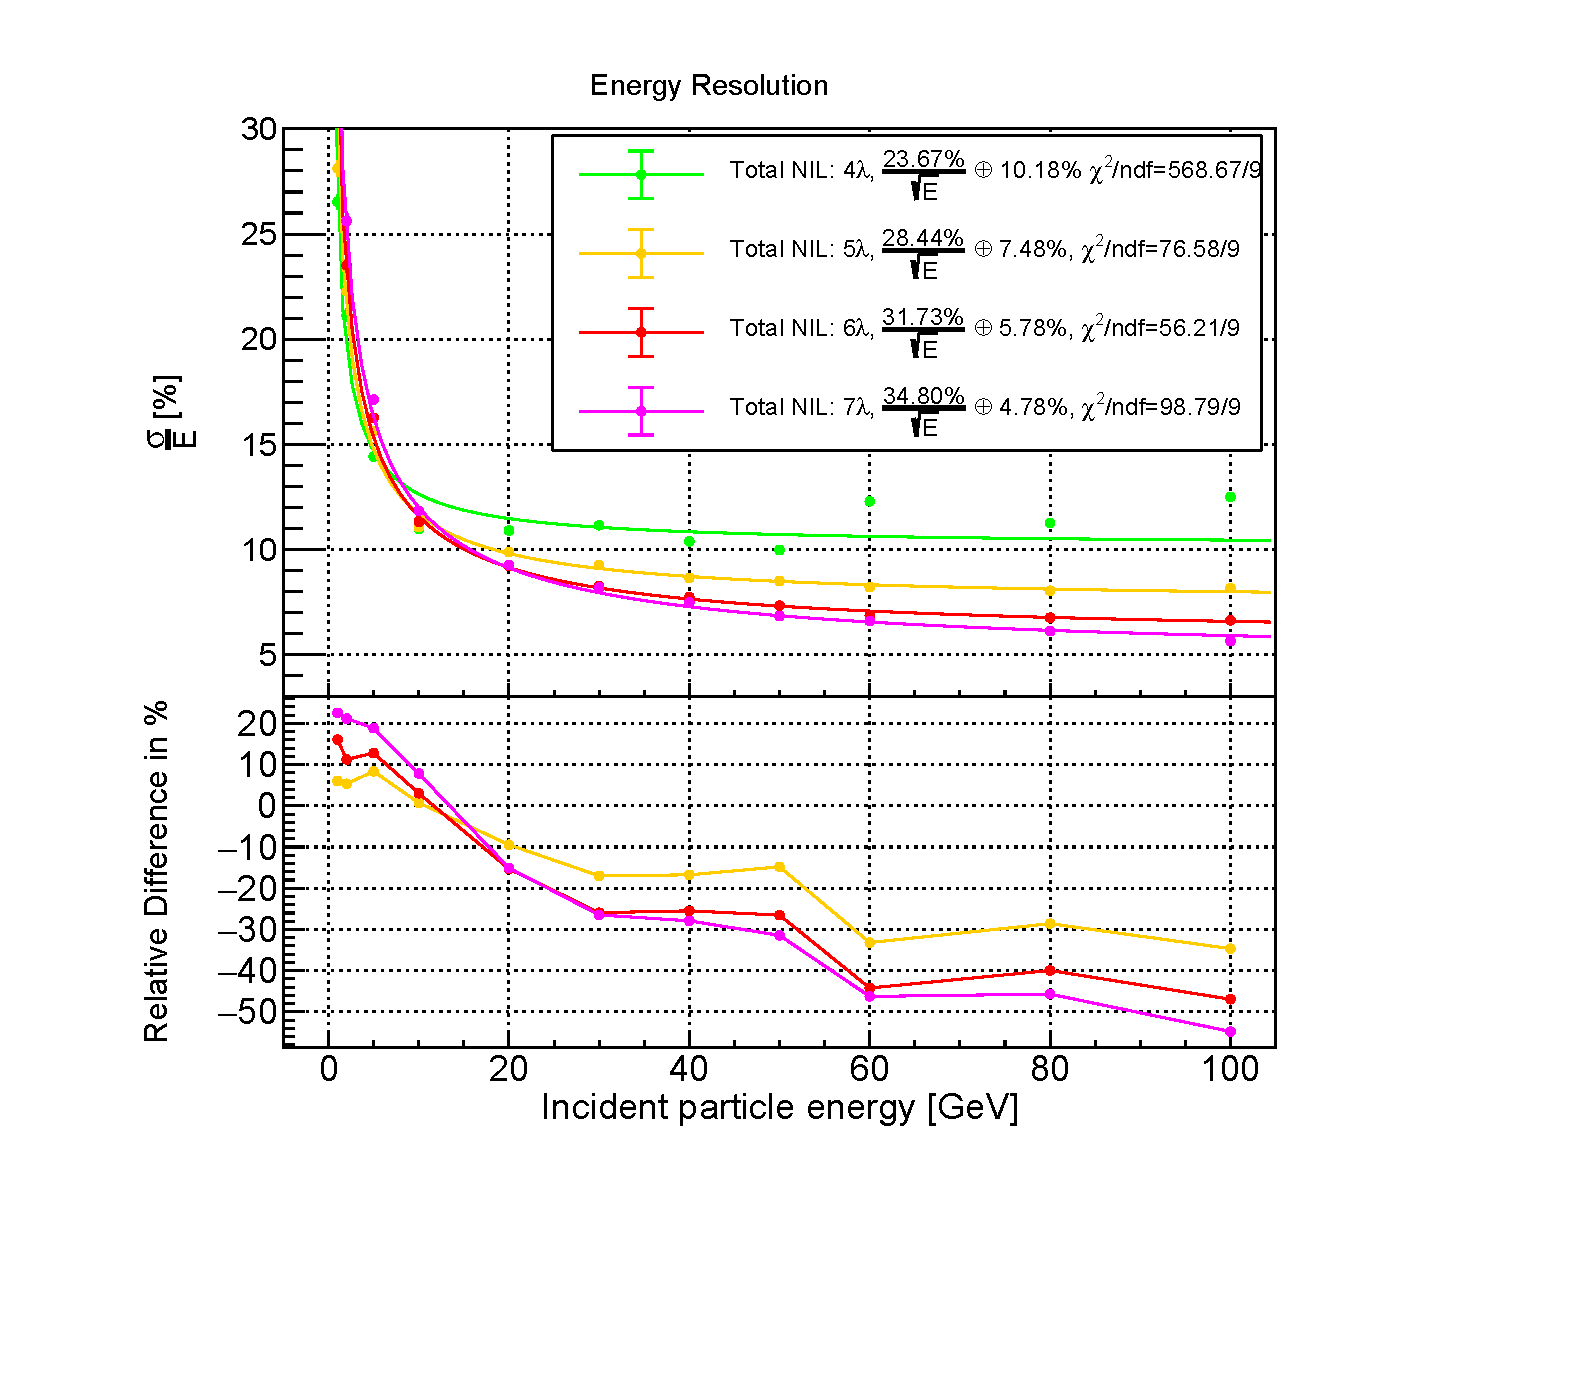 Energy Resolution
30
25
20
15
10
5
σ/E [%]
Total NIL: 4λ, 23.67%/√E ⊕ 10.18% χ²/ndf=568.67/9
Total NIL: 5λ, 28.44%/√E ⊕ 7.48%, χ²/ndf=76.58/9
Total NIL: 6λ, 31.73%/√E ⊕ 5.78%, χ²/ndf=56.21/9
Total NIL: 7λ, 34.80%/√E ⊕ 4.78%, χ²/ndf=98.79/9
Relative Difference in %
20
10
0
−10
−20
−30
−40
−50
0 20 40 60 80 100
Incident particle energy [GeV]